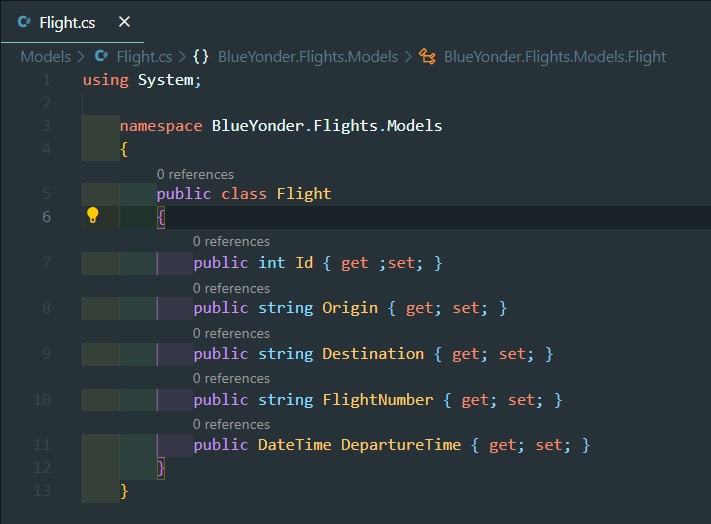 Flight.cs ×
Models > Flight.cs > {} BlueYonder.Flights.Models > BlueYonder.Flights.Models.Flight
1 using System;
2
3 namespace BlueYonder.Flights.Models
4 {
0 references
5 public class Flight
6 {
0 references
7 public int Id { get ;set; }
0 references
8 public string Origin { get; set; }
0 references
9 public string Destination { get; set; }
0 references
10 public string FlightNumber { get; set; }
0 references
11 public DateTime DepartureTime { get; set; }
12 }
13 }